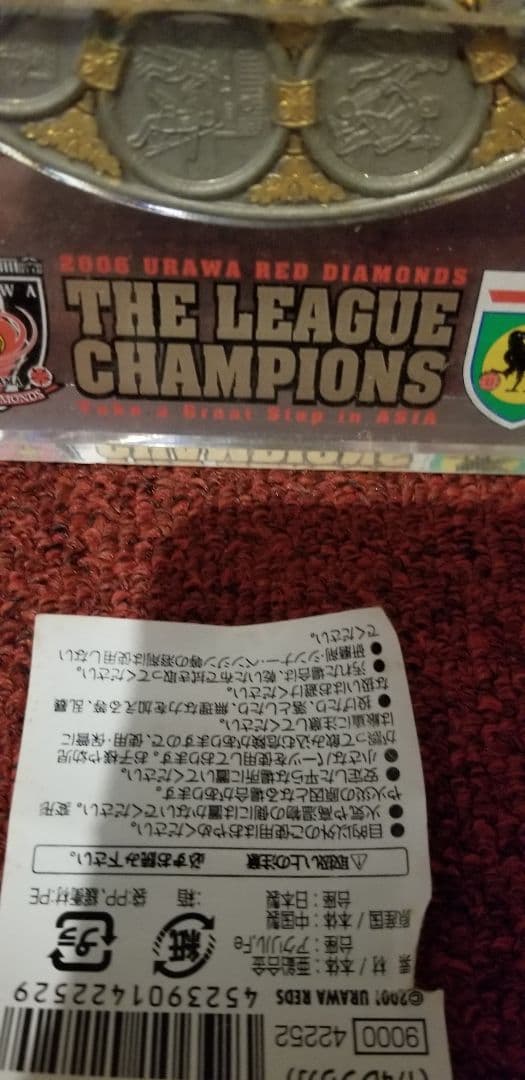 2006 URAWA RED DIAMONDS
THE LEAGUE
CHAMPIONS
Take a Great Step in ASIA
W A
DIAMONDS
9000 42252
©2001 URAWA REDS
4523901422529
素 材 / 本体 : 亜鉛合金
台座 : アクリル,Fe
原産国 / 本体 : 中国製
台座 : 日本製
紙
プラ
:箱
袋:PP、緩衝材:PE
⚠取扱い上の注意 必ずお読み下さい。
● 目的以外のご使用はおやめください。
● 火気や高温物の側には置かないでください。変形
や火災の原因となる場合があります。
● 安定した平らな場所に置いてください。
小さなパーツを使用しております。お子様や幼児
が誤って飲み込む危険がありますので、使用・保管に
は厳重に注意してください。
● 投げたり、落としたり、無理な力を加える等、乱暴
な扱いはお避けください。
● 汚れた場合は、乾いた布で拭き取ってください。
● 研磨剤・シンナー・ベンジン等の溶剤は使用しない
でください。